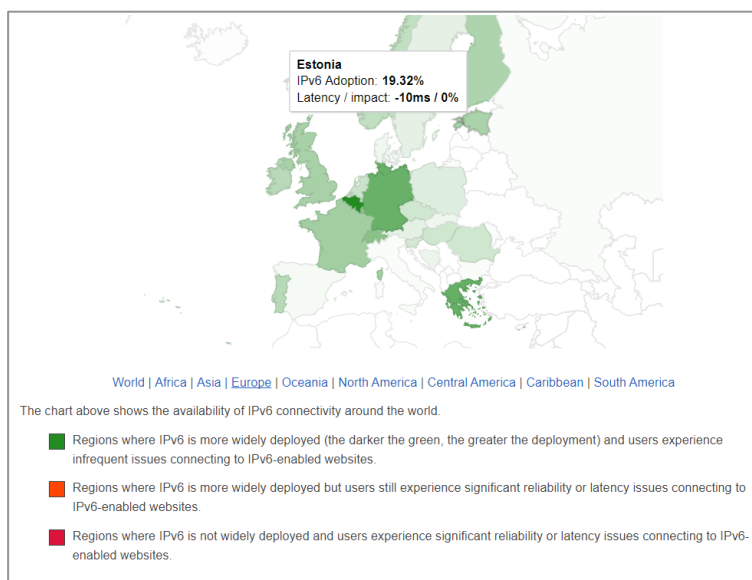 Estonia
IPv6 Adoption: 19.32%
Latency / impact: -10ms / 0%
World | Africa | Asia | Europe | Oceania | North America | Central America | Caribbean | South America
The chart above shows the availability of IPv6 connectivity around the world.
Regions where IPv6 is more widely deployed (the darker the green, the greater the deployment) and users experience
infrequent issues connecting to IPv6-enabled websites.
Regions where IPv6 is more widely deployed but users still experience significant reliability or latency issues connecting to
IPv6-enabled websites.
Regions where IPv6 is not widely deployed and users experience significant reliability or latency issues connecting to IPv6-
enabled websites.